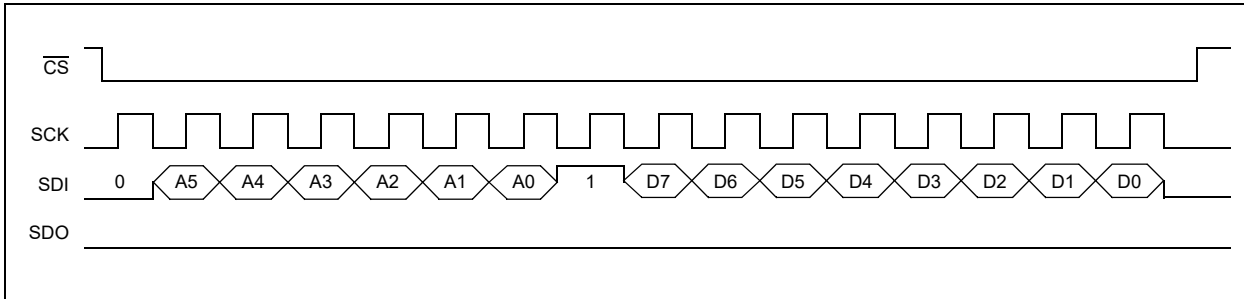 CS
SCK
SDI 0 A5 A4 A3 A2 A1 A0 1 D7 D6 D5 D4 D3 D2 D1 D0
SDO